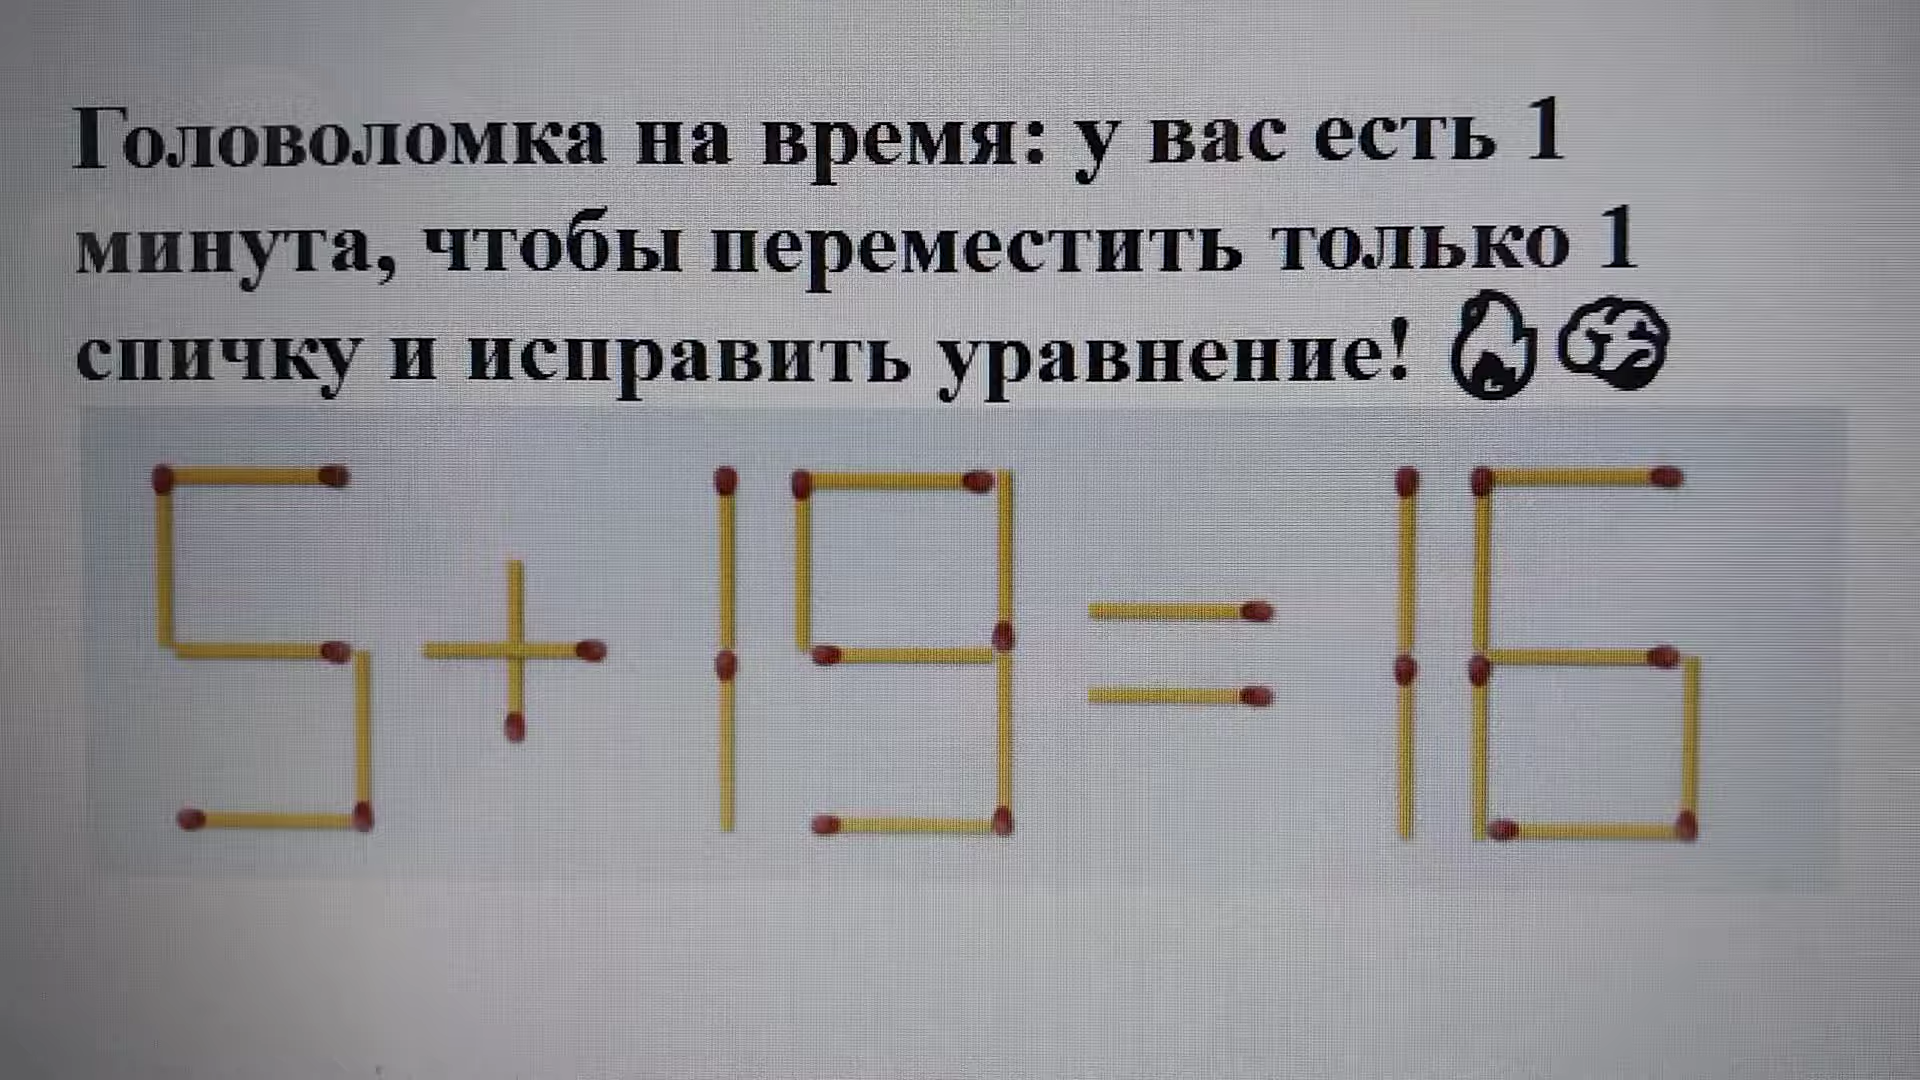 Головоломка на время: у вас есть 1
минута, чтобы переместить только 1
спичку и исправить уравнение!
5 + 19 = 16